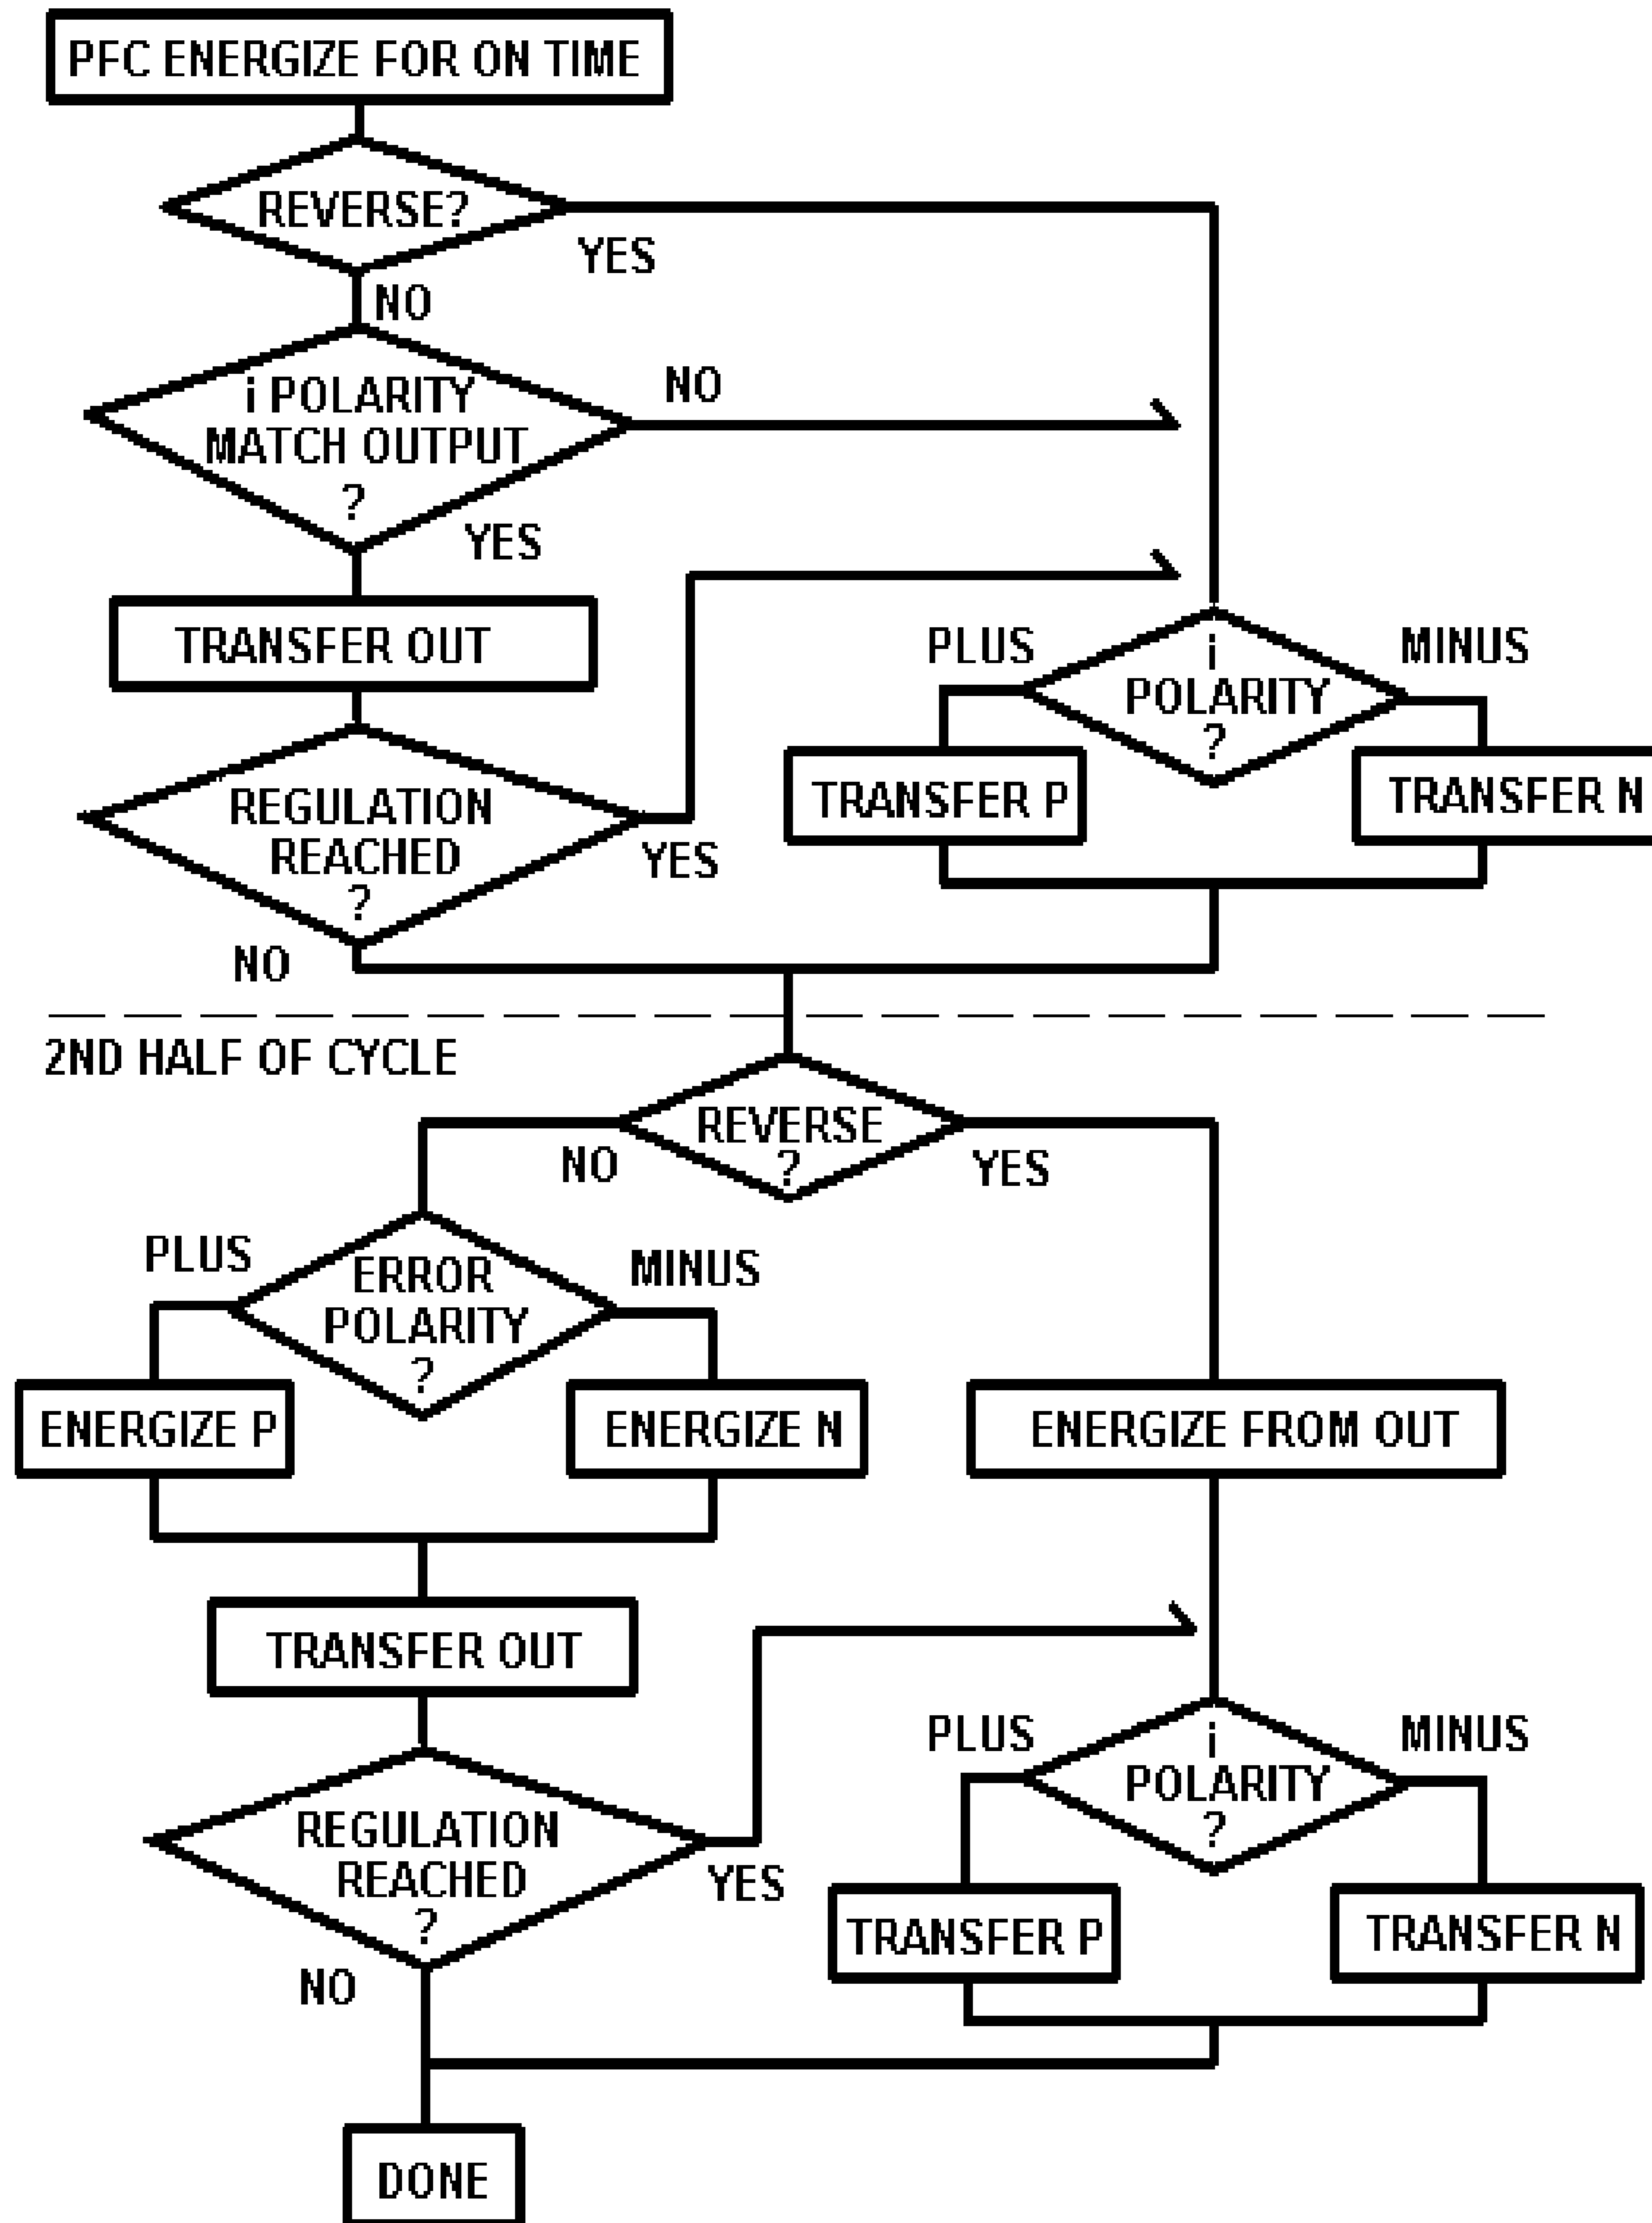 PFC ENERGIZE FOR ON TIME
REVERSE?
YES
NO
i POLARITY
MATCH OUTPUT
?
NO
YES
TRANSFER OUT
REGULATION
REACHED
?
YES
NO
PLUS
i
POLARITY
?
MINUS
TRANSFER P
TRANSFER N
2ND HALF OF CYCLE
REVERSE
?
NO
YES
PLUS
ERROR
POLARITY
?
MINUS
ENERGIZE P
ENERGIZE N
ENERGIZE FROM OUT
TRANSFER OUT
REGULATION
REACHED
?
YES
NO
PLUS
i
POLARITY
?
MINUS
TRANSFER P
TRANSFER N
DONE